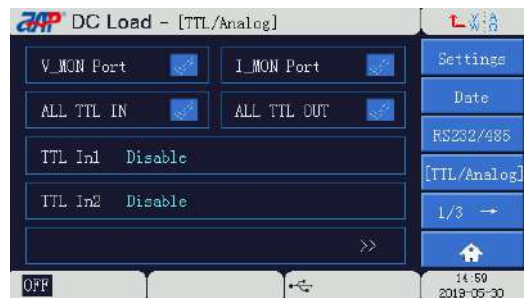 AAP DC Load - [TTL/Analog]
V_MON Port
I_MON Port
Settings
ALL TTL IN
ALL TTL OUT
Date
RS232/485
TTL In1 Disable
[TTL/Analog]
TTL In2 Disable
1/3 →
>>
OFF
14:59
2019-05-30